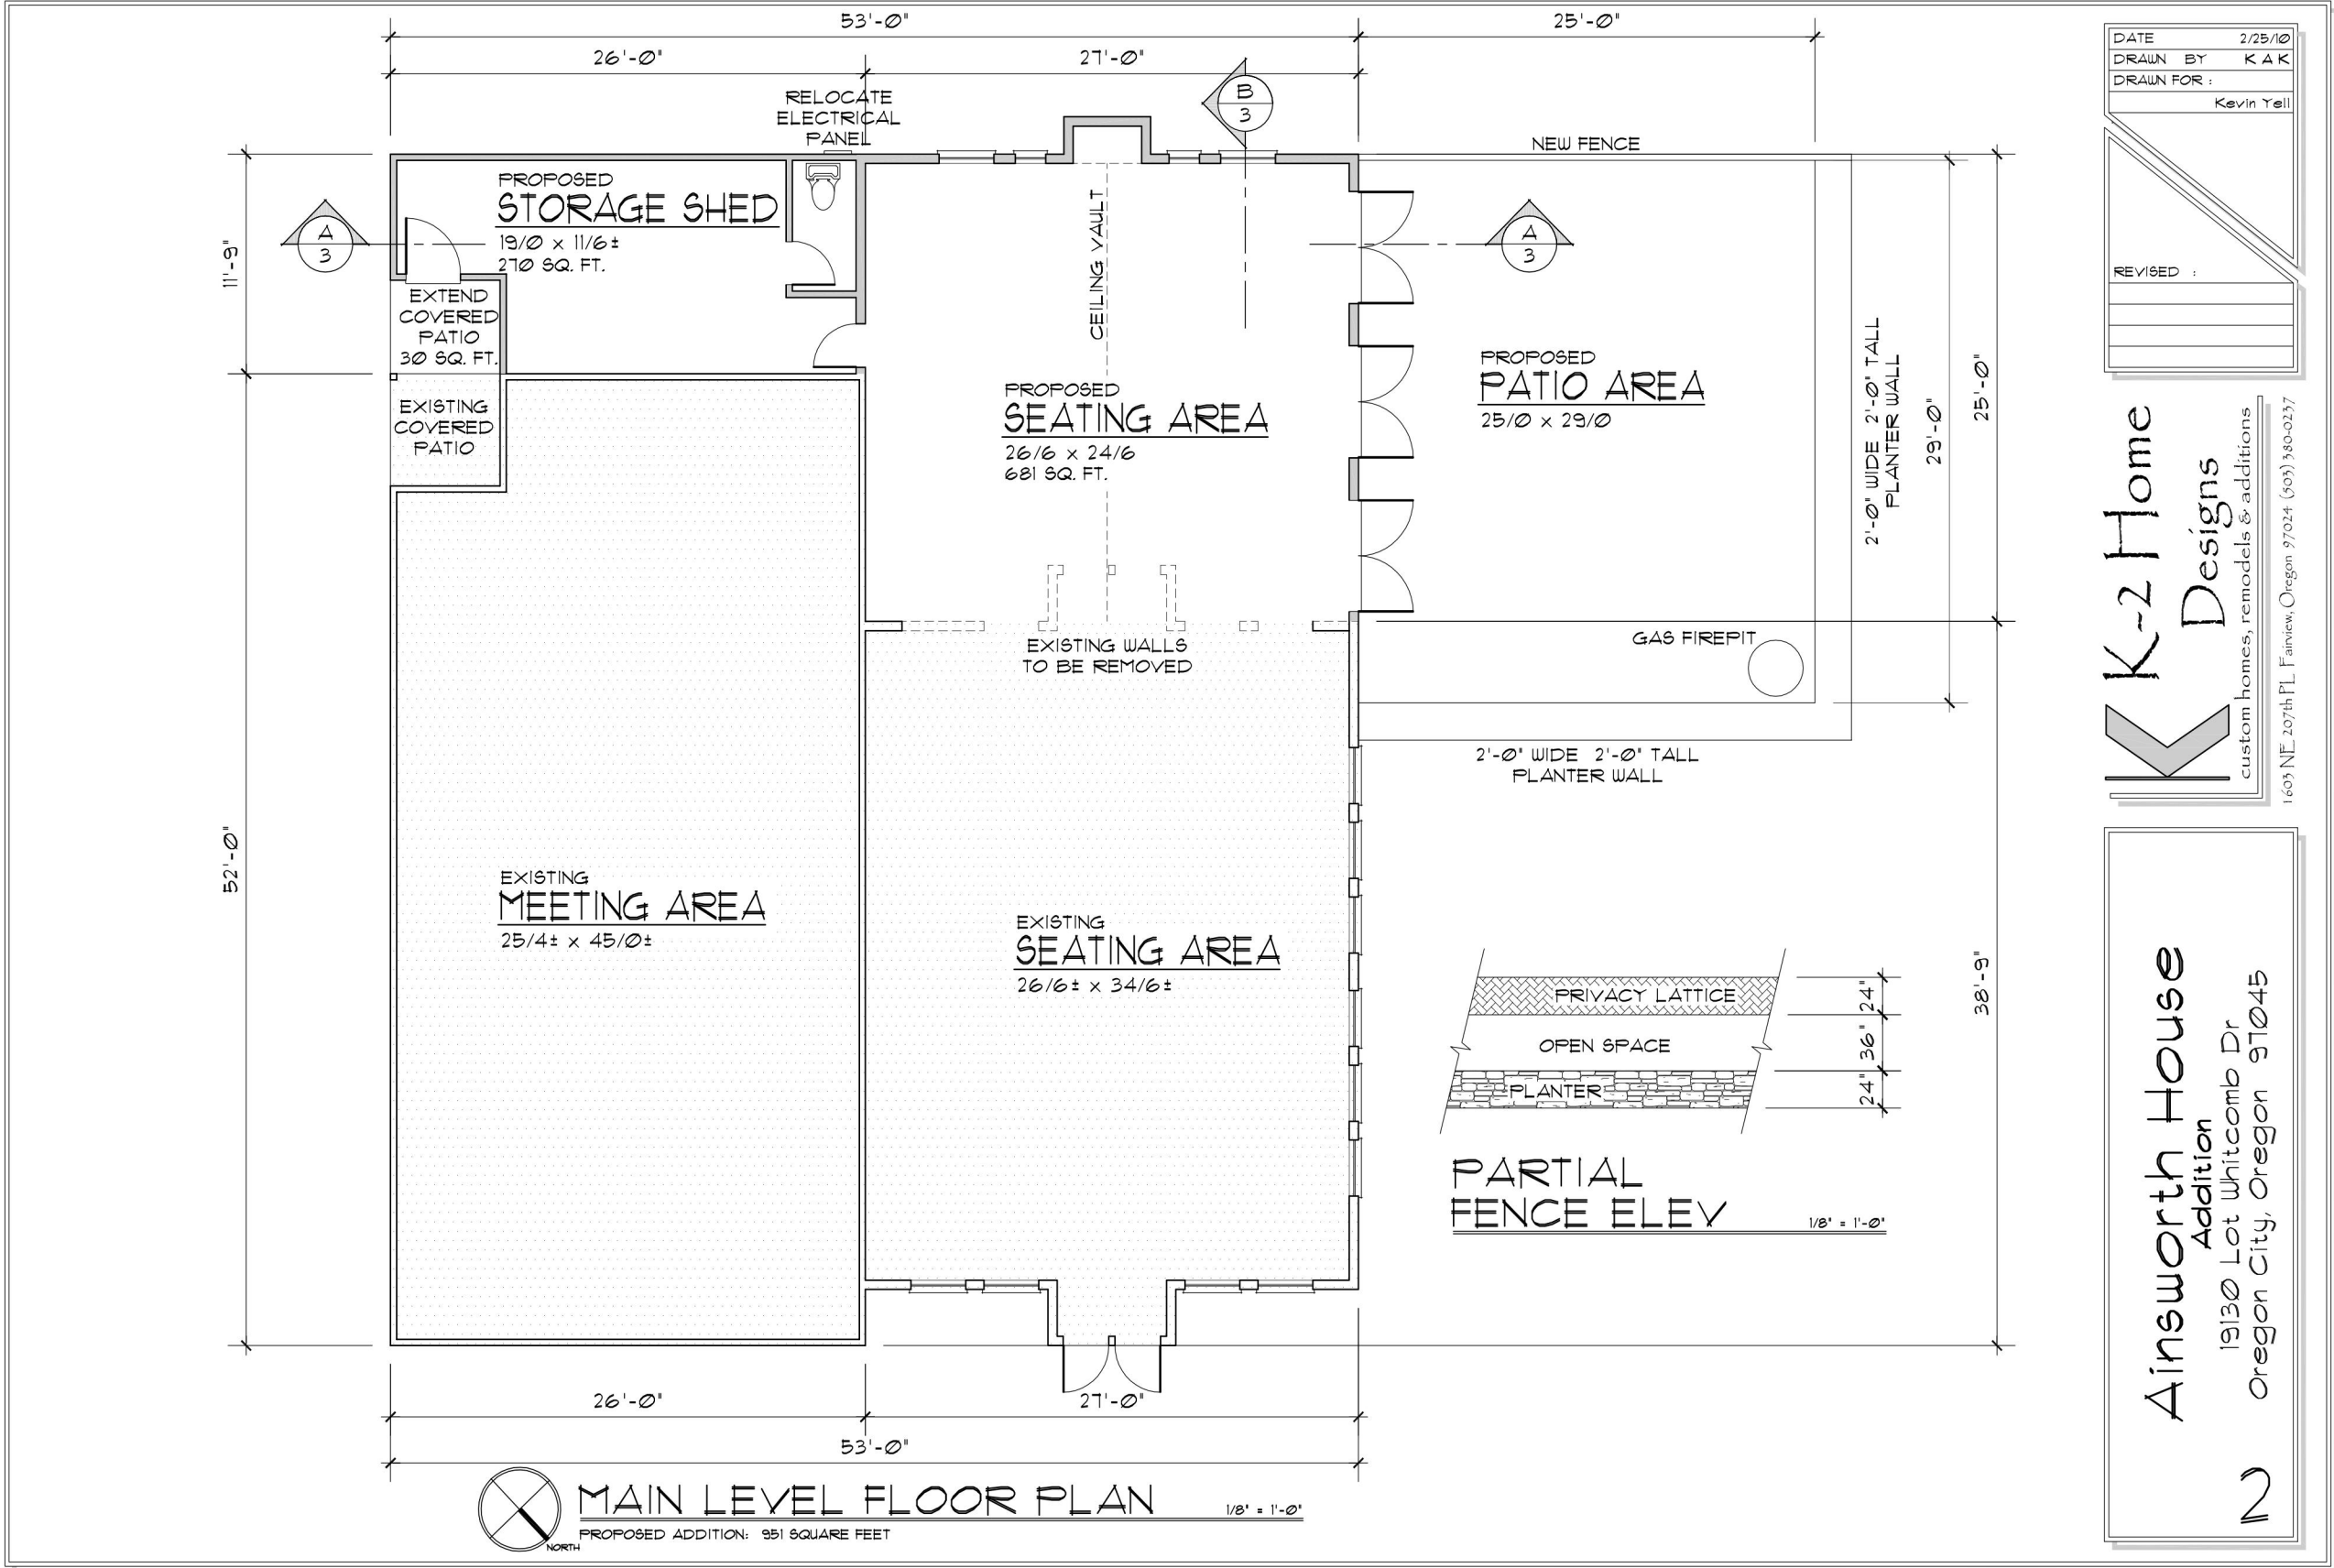 53'-0"
25'-0"
26'-0"
27'-0"
RELOCATE
ELECTRICAL
PANEL
B
3
NEW FENCE
PROPOSED
STORAGE SHED
19/0 x 11/6±
270 SQ. FT.
A
3
11'-9"
EXTEND
COVERED
PATIO
30 SQ. FT.
EXISTING
COVERED
PATIO
CEILING VAULT
PROPOSED
SEATING AREA
26/6 x 24/6
681 SQ. FT.
A
3
PROPOSED
PATIO AREA
25/0 x 29/0
2'-0" WIDE 2'-0" TALL
PLANTER WALL
29'-0"
25'-0"
EXISTING WALLS
TO BE REMOVED
GAS FIREPIT
2'-0" WIDE 2'-0" TALL
PLANTER WALL
52'-0"
EXISTING
MEETING AREA
25/4± x 45/0±
EXISTING
SEATING AREA
26/6± x 34/6±
38'-9"
PRIVACY LATTICE
OPEN SPACE
PLANTER
24"
36"
24"
PARTIAL
FENCE ELEV
1/8" = 1'-0"
26'-0"
27'-0"
53'-0"
NORTH
MAIN LEVEL FLOOR PLAN
1/8" = 1'-0"
PROPOSED ADDITION: 951 SQUARE FEET
DATE 2/25/10
DRAWN BY KAK
DRAWN FOR :
Kevin Yell
REVISED :
K-2 Home
Designs
custom homes, remodels & additions
1603 NE 207th PL Fairview, Oregon 97024 (503) 380-0237
Ainsworth House
Addition
19130 Lot Whitcomb Dr
Oregon City, Oregon 97045
2